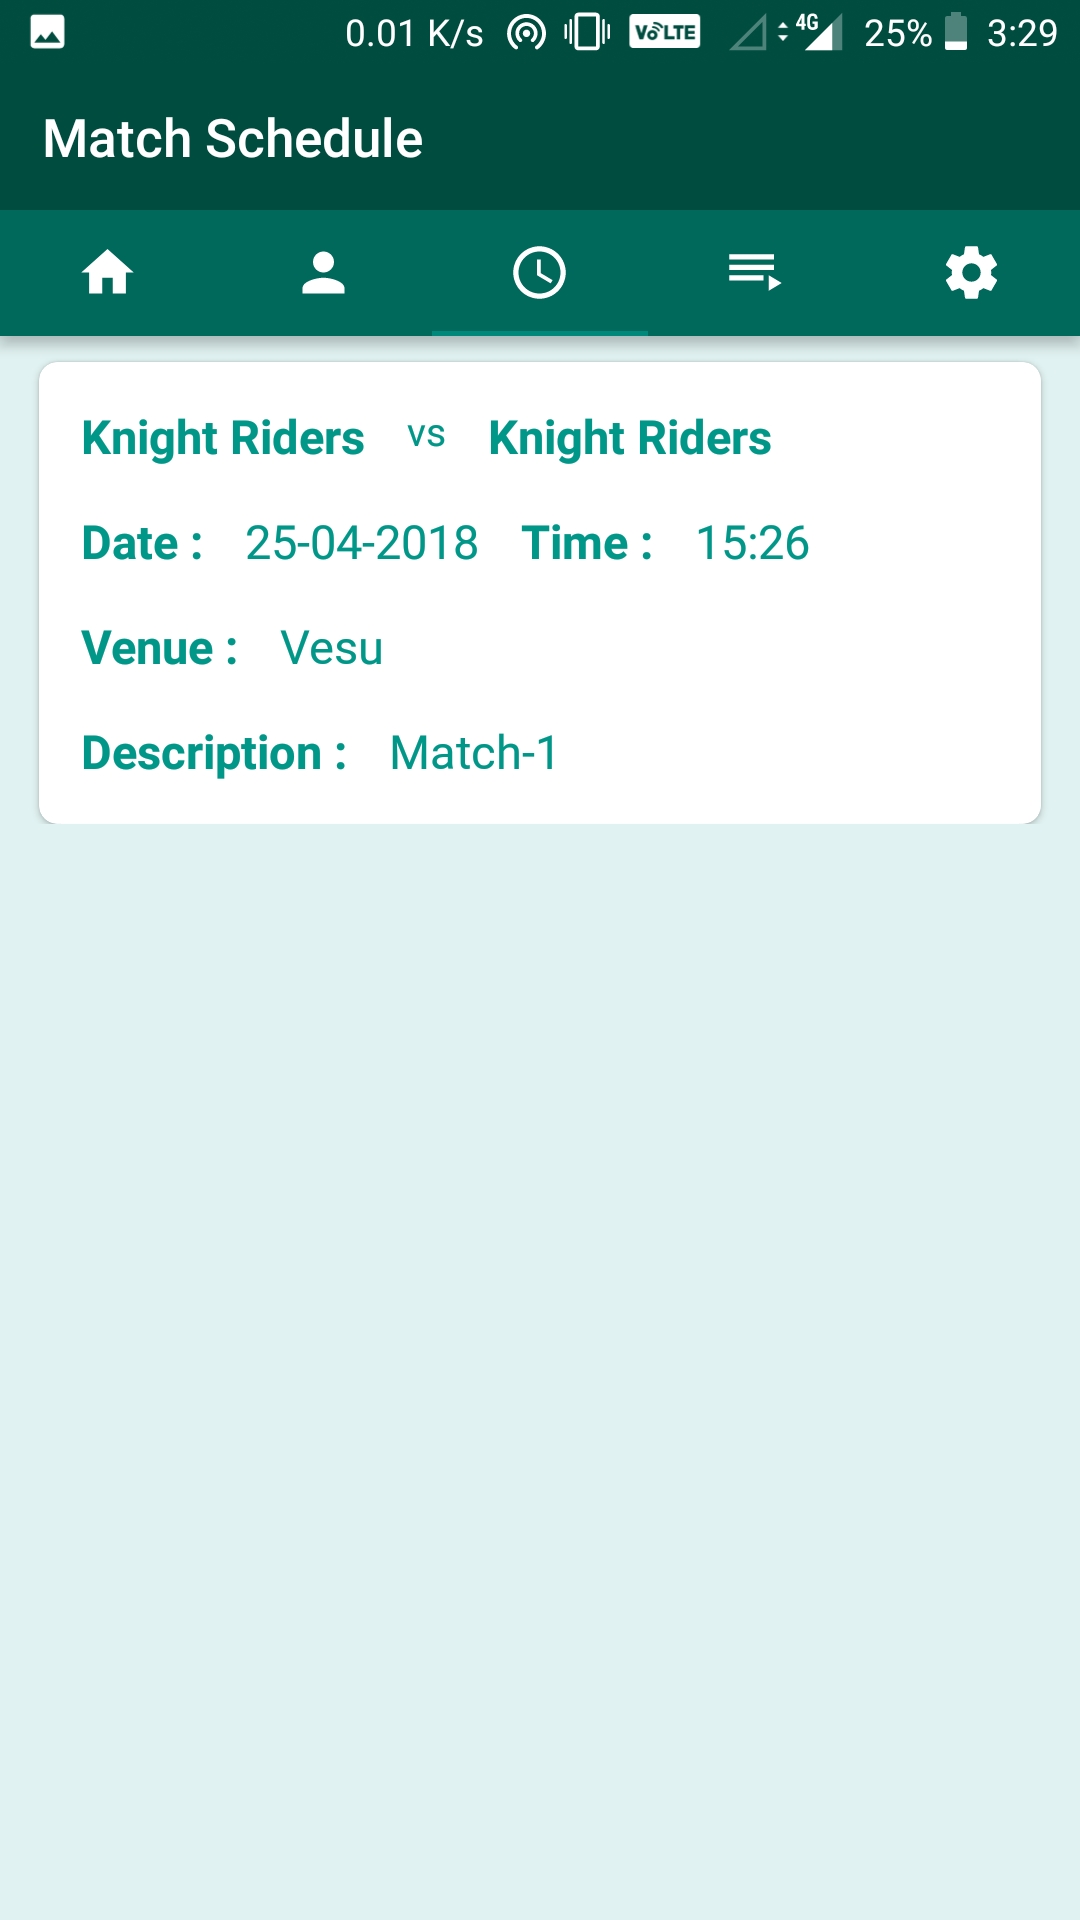 0.01 K/s VoLTE 4G 25% 3:29
Match Schedule
Knight Riders vs Knight Riders
Date : 25-04-2018 Time : 15:26
Venue : Vesu
Description : Match-1